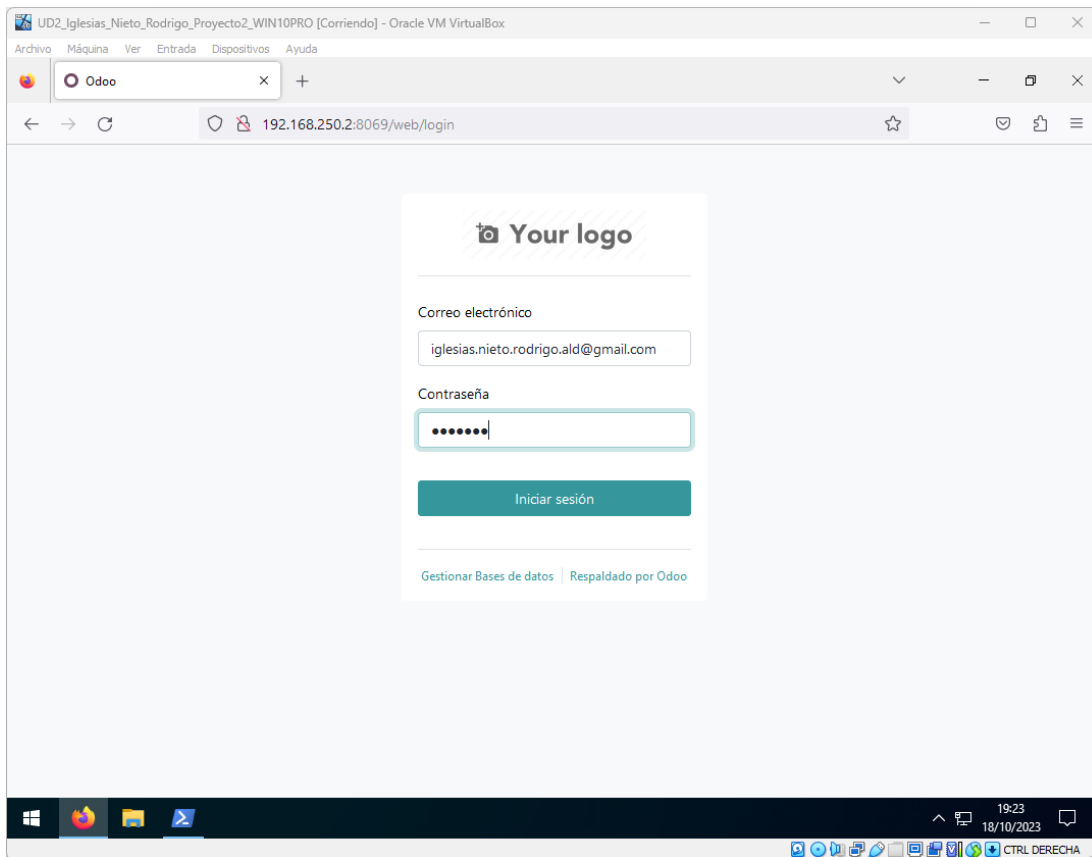 UD2_Iglesias_Nieto_Rodrigo_Proyecto2_WIN10PRO [Corriendo] - Oracle VM VirtualBox
Archivo Máquina Ver Entrada Dispositivos Ayuda
Odoo
192.168.250.2:8069/web/login
Your logo
Correo electrónico
iglesias.nieto.rodrigo.ald@gmail.com
Contraseña
•••••••
Iniciar sesión
Gestionar Bases de datos Respaldado por Odoo
19:23
18/10/2023
CTRL DERECHA